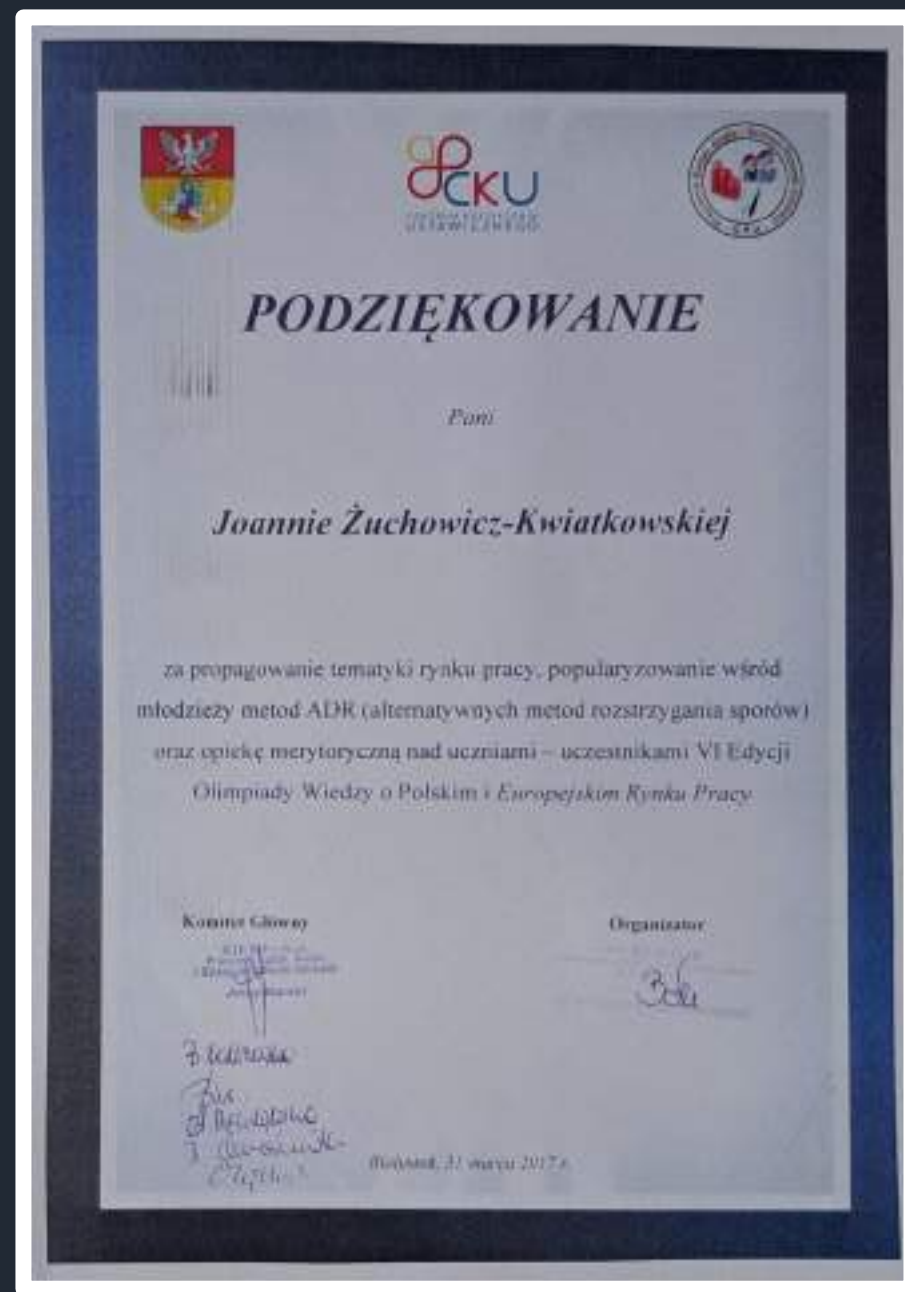 CKU
USTAWICZNEGO
PODZIĘKOWANIE
Pani
Joannie Żuchowicz-Kwiatkowskiej
za propagowanie tematyki rynku pracy, popularyzowanie wśród
młodzieży metod ADR (alternatywnych metod rozstrzygania sporów)
oraz opiekę merytoryczną nad uczniami – uczestnikami VI Edycji
Olimpiady Wiedzy o Polskim i Europejskim Rynku Pracy
Komitet Główny
Organizator
Białystok, 31 marca 2017 r.